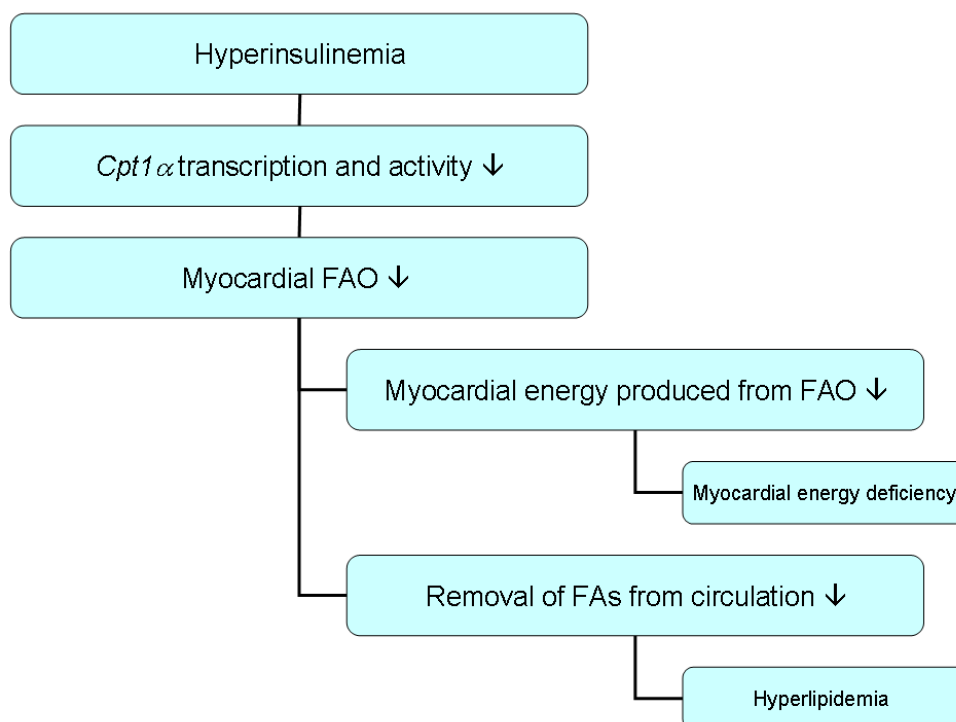 Hyperinsulinemia
Cpt1α transcription and activity ↓
Myocardial FAO ↓
Myocardial energy produced from FAO ↓
Myocardial energy deficiency
Removal of FAs from circulation ↓
Hyperlipidemia